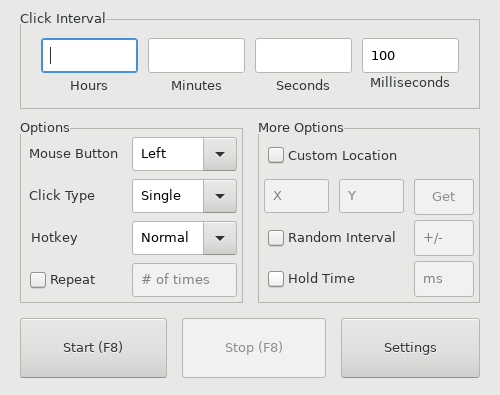 Click Interval
100
Hours Minutes Seconds Milliseconds
Options
Mouse Button Left
Click Type Single
Hotkey Normal
Repeat # of times
More Options
Custom Location
X Y Get
Random Interval +/-
Hold Time ms
Start (F8) Stop (F8) Settings